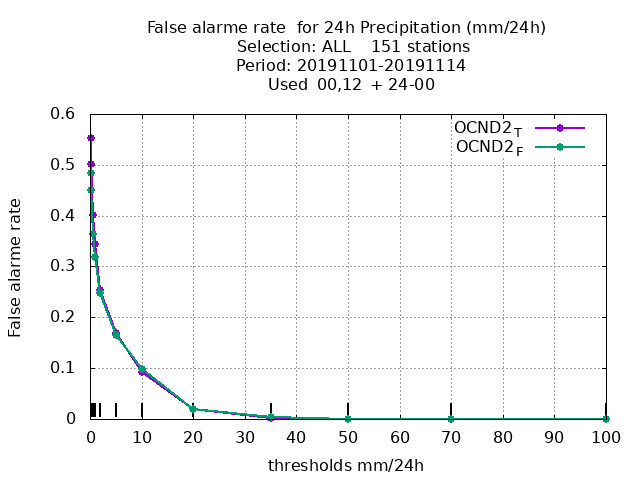 False alarme rate  for 24h Precipitation (mm/24h)
Selection: ALL    151 stations
Period: 20191101-20191114
Used  00,12  + 24-00
OCND2T
OCND2F
False alarme rate
0.6
0.5
0.4
0.3
0.2
0.1
0
0 10 20 30 40 50 60 70 80 90 100
thresholds mm/24h